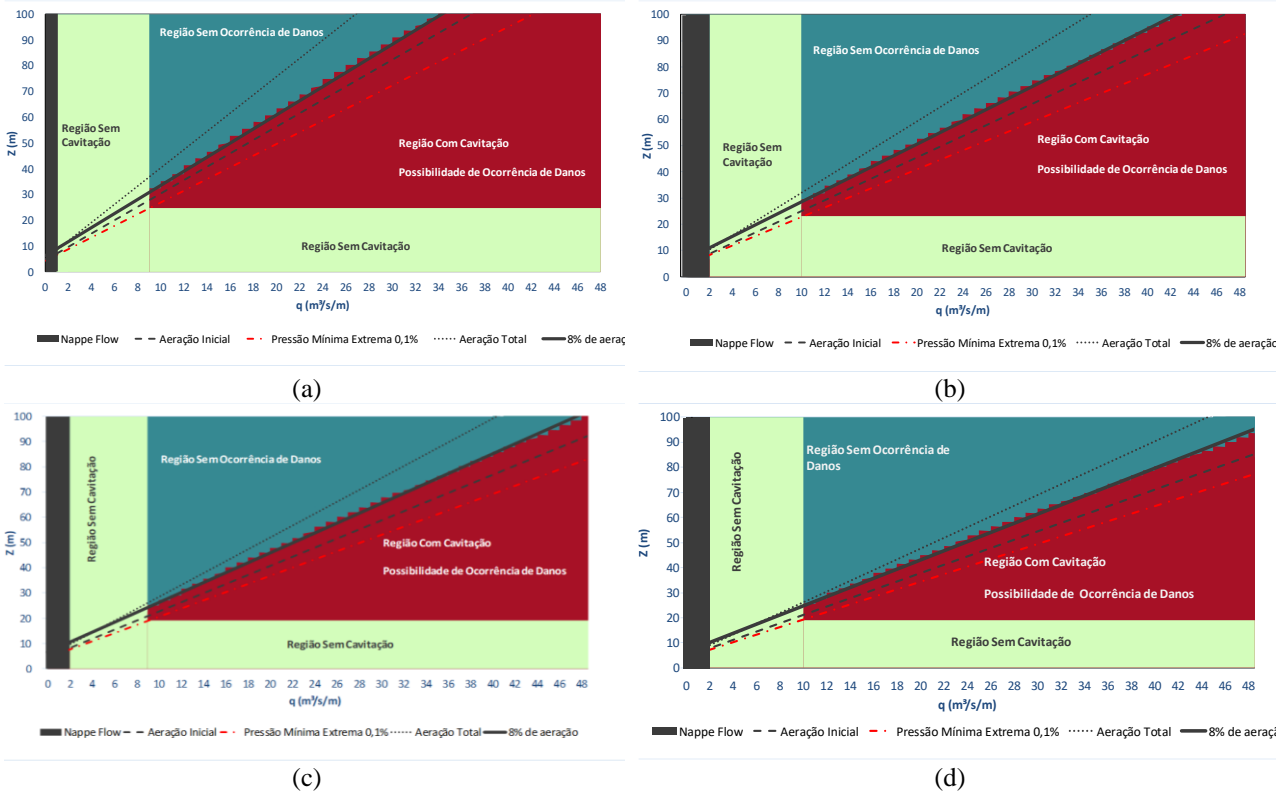 100
90
80
70
60
50
40
30
20
10
0
Z (m)
Região Sem Ocorrência de Danos
Região Sem
Cavitação
Região Com Cavitação
Possibilidade de Ocorrência de Danos
Região Sem Cavitação
0 2 4 6 8 10 12 14 16 18 20 22 24 26 28 30 32 34 36 38 40 42 44 46 48
q (m³/s/m)
Nappe Flow Aeração Inicial Pressão Mínima Extrema 0,1% Aeração Total 8% de aeraç
(a)
100
90
80
70
60
50
40
30
20
10
0
Z (m)
Região Sem Ocorrência de Danos
Região Sem
Cavitação
Região Com Cavitação
Possibilidade de Ocorrência de Danos
Região Sem Cavitação
0 2 4 6 8 10 12 14 16 18 20 22 24 26 28 30 32 34 36 38 40 42 44 46 48
q (m³/s/m)
Nappe Flow Aeração Inicial Pressão Mínima Extrema 0,1% Aeração Total 8% de aeraç
(b)
100
90
80
70
60
50
40
30
20
10
0
Z (m)
Região Sem Cavitação
Região Sem Ocorrência de Danos
Região Com Cavitação
Possibilidade de Ocorrência de Danos
Região Sem Cavitação
0 2 4 6 8 10 12 14 16 18 20 22 24 26 28 30 32 34 36 38 40 42 44 46 48
q (m³/s/m)
Nappe Flow Aeração Inicial Pressão Mínima Extrema 0,1% Aeração Total 8% de aeração
(c)
100
90
80
70
60
50
40
30
20
10
0
Z (m)
Região Sem Cavitação
Região Sem Ocorrência de
Danos
Região Com Cavitação
Possibilidade de Ocorrência de Danos
Região Sem Cavitação
0 2 4 6 8 10 12 14 16 18 20 22 24 26 28 30 32 34 36 38 40 42 44 46 48
q (m³/s/m)
Nappe Flow Aeração Inicial Pressão Mínima Extrema 0,1% Aeração Total 8% de aeraç
(d)